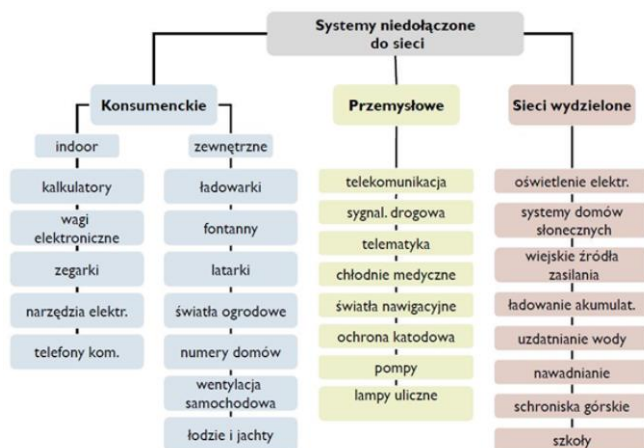 Systemy niedołączone
do sieci
Konsumenckie
Przemysłowe
Sieci wydzielone
indoor
kalkulatory
wagi
elektroniczne
zegarki
narzędzia elektr.
telefony kom.
zewnętrzne
ładowarki
fontanny
latarki
światła ogrodowe
numery domów
wentylacja
samochodowa
łodzie i jachty
telekomunikacja
sygnal. drogowa
telematyka
chłodnie medyczne
światła nawigacyjne
ochrona katodowa
pompy
lampy uliczne
oświetlenie elektr.
systemy domów
słonecznych
wiejskie źródła
zasilania
ładowanie akumulat.
uzdatnianie wody
nawadnianie
schroniska górskie
szkoły